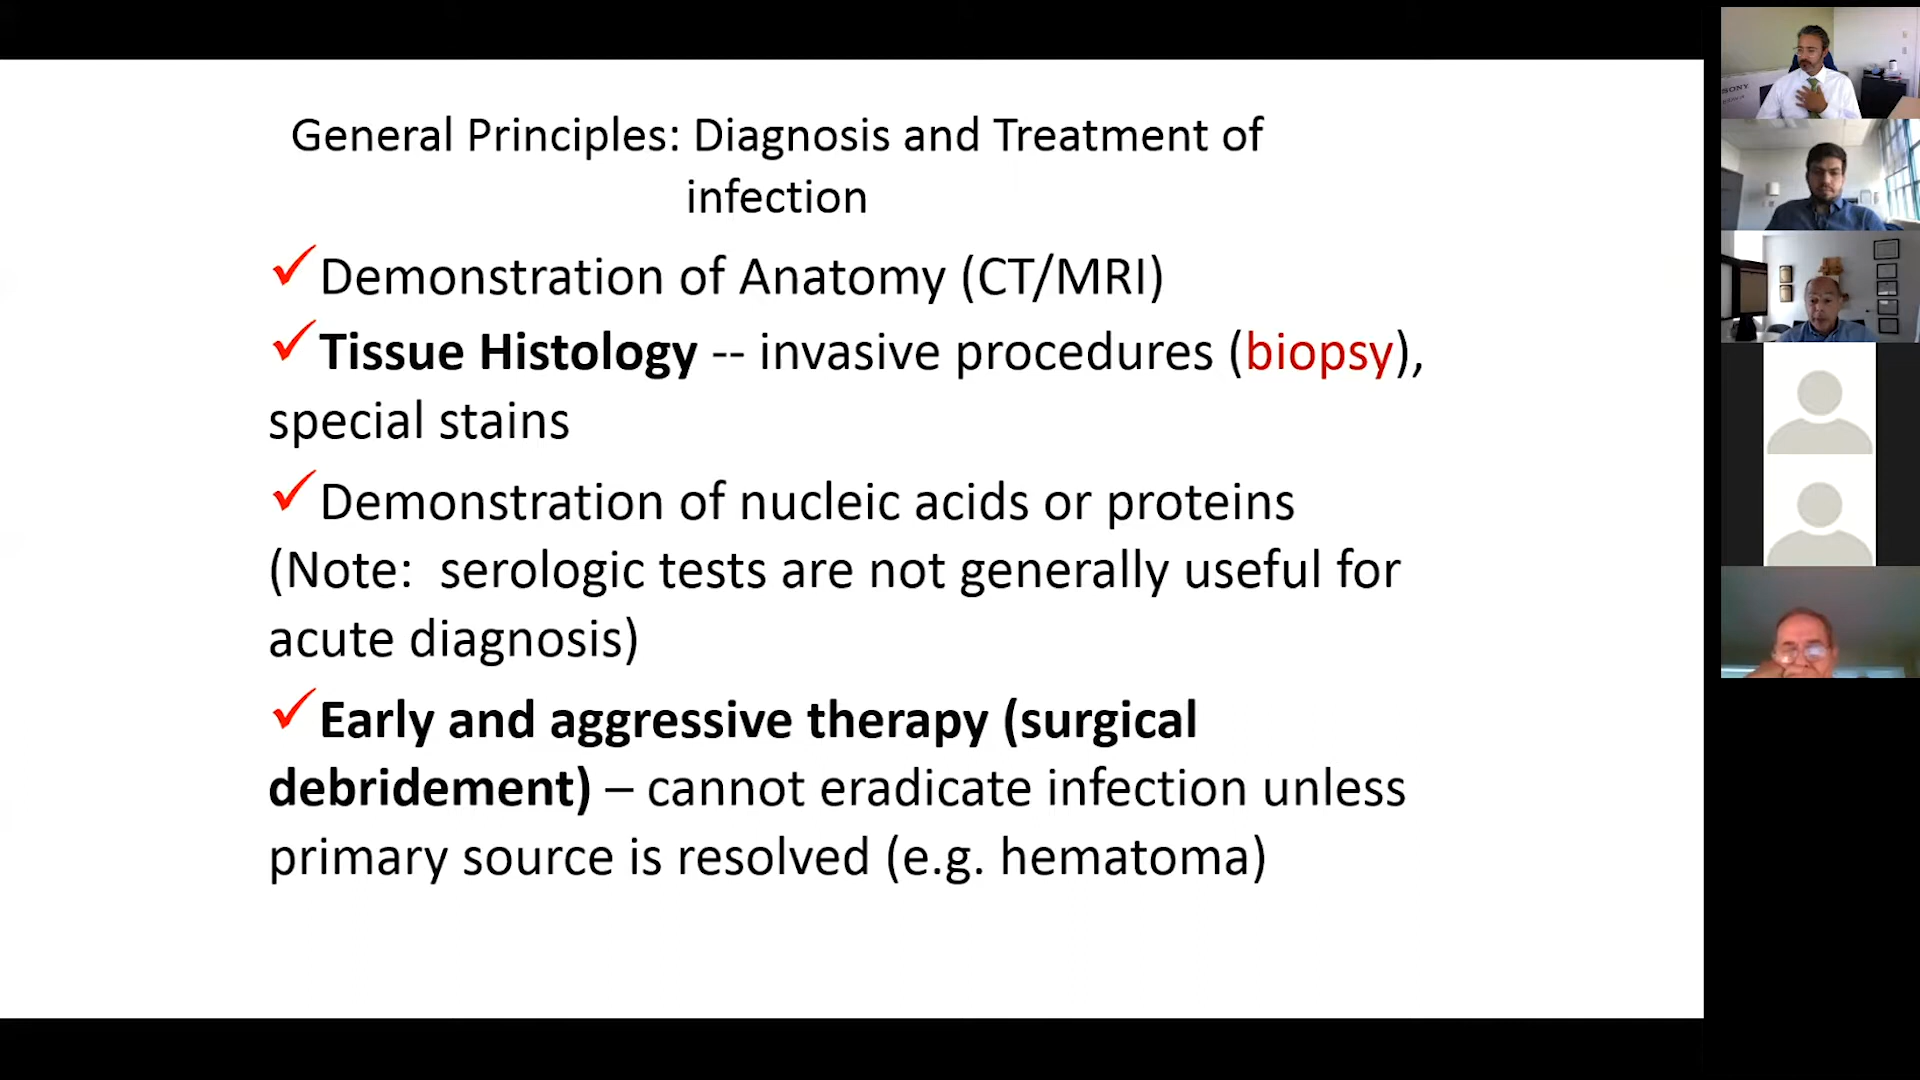 General Principles: Diagnosis and Treatment of
infection
✓Demonstration of Anatomy (CT/MRI)
✓Tissue Histology -- invasive procedures (biopsy),
special stains
✓Demonstration of nucleic acids or proteins
(Note:  serologic tests are not generally useful for
acute diagnosis)
✓Early and aggressive therapy (surgical
debridement) – cannot eradicate infection unless
primary source is resolved (e.g. hematoma)
SONY